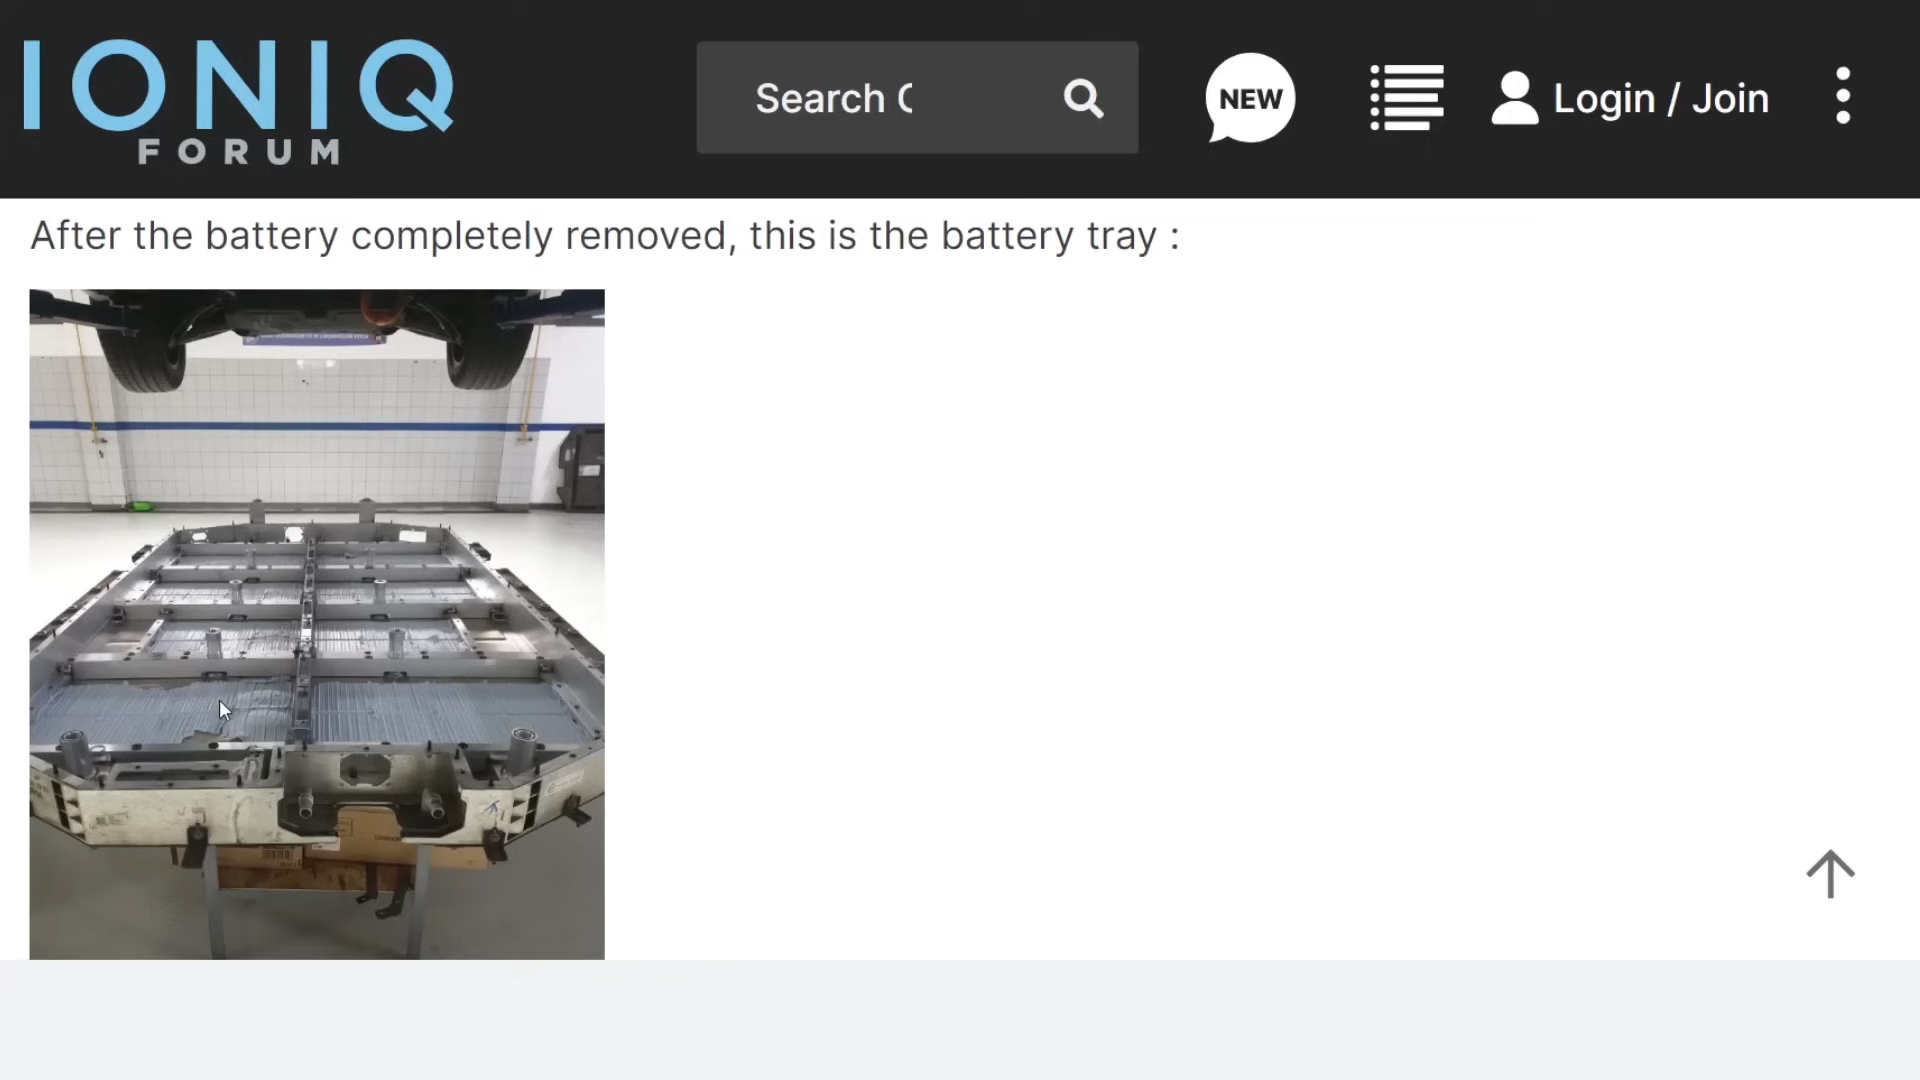 IONIQ
FORUM
Search C
NEW
Login / Join
After the battery completely removed, this is the battery tray :